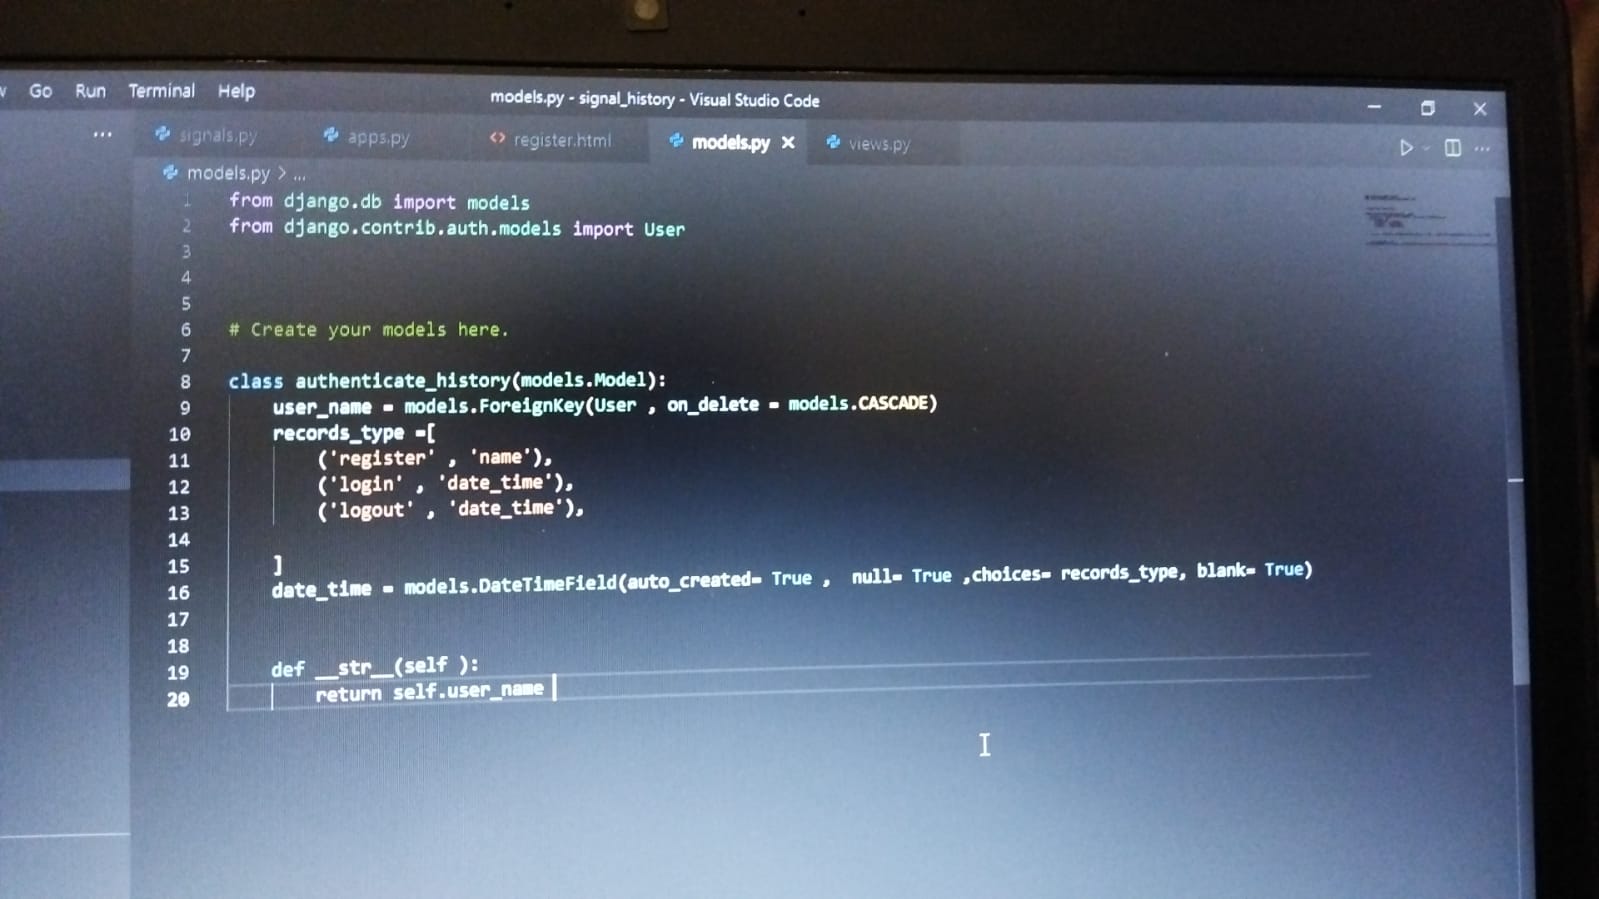 Go Run Terminal Help
models.py - signal_history - Visual Studio Code
signals.py apps.py register.html models.py views.py
models.py > ...
1 from django.db import models
2 from django.contrib.auth.models import User
3
4
5
6 # Create your models here.
7
8 class authenticate_history(models.Model):
9 user_name = models.ForeignKey(User , on_delete = models.CASCADE)
10 records_type =[
11 ('register' , 'name'),
12 ('login' , 'date_time'),
13 ('logout' , 'date_time'),
14
15 ]
16 date_time = models.DateTimeField(auto_created= True , null= True ,choices= records_type, blank= True)
17
18
19 def __str__(self ):
20 return self.user_name